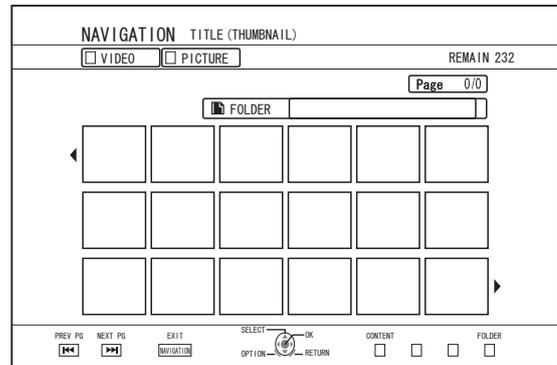 NAVIGATION TITLE (THUMBNAIL)
VIDEO PICTURE REMAIN 232
Page 0/0
FOLDER
PREV PG NEXT PG EXIT SELECT OK CONTENT FOLDER
NAVIGATION OPTION RETURN